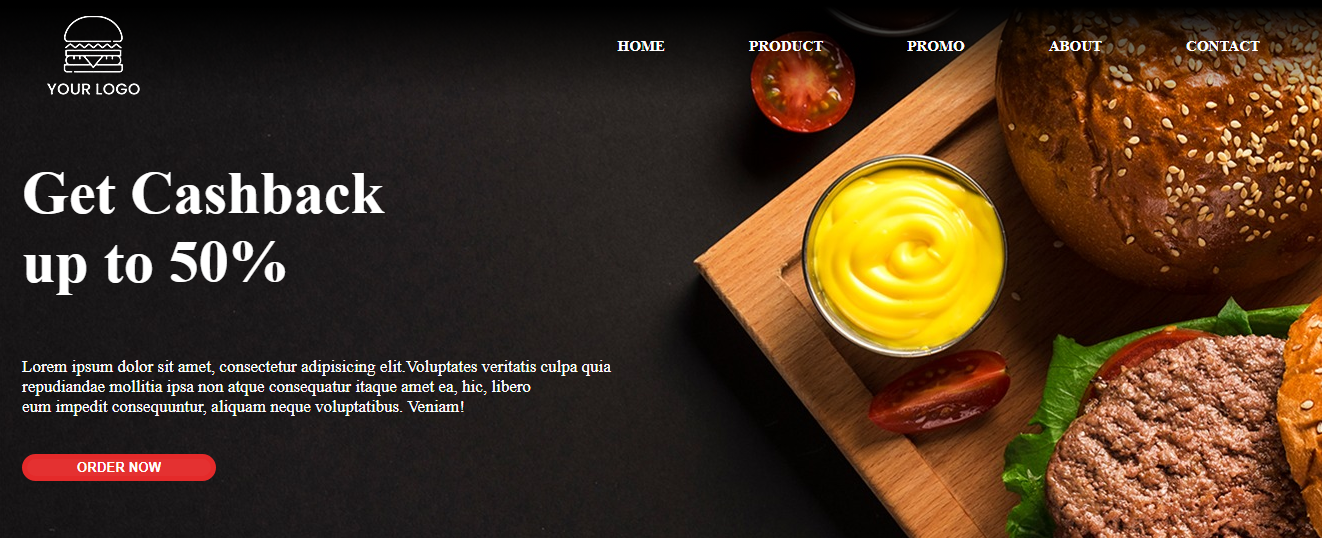 YOUR LOGO
HOME PRODUCT PROMO ABOUT CONTACT
Get Cashback
up to 50%
Lorem ipsum dolor sit amet, consectetur adipisicing elit.Voluptates veritatis culpa quia
repudiandae mollitia ipsa non atque consequatur itaque amet ea, hic, libero
eum impedit consequuntur, aliquam neque voluptatibus. Veniam!
ORDER NOW